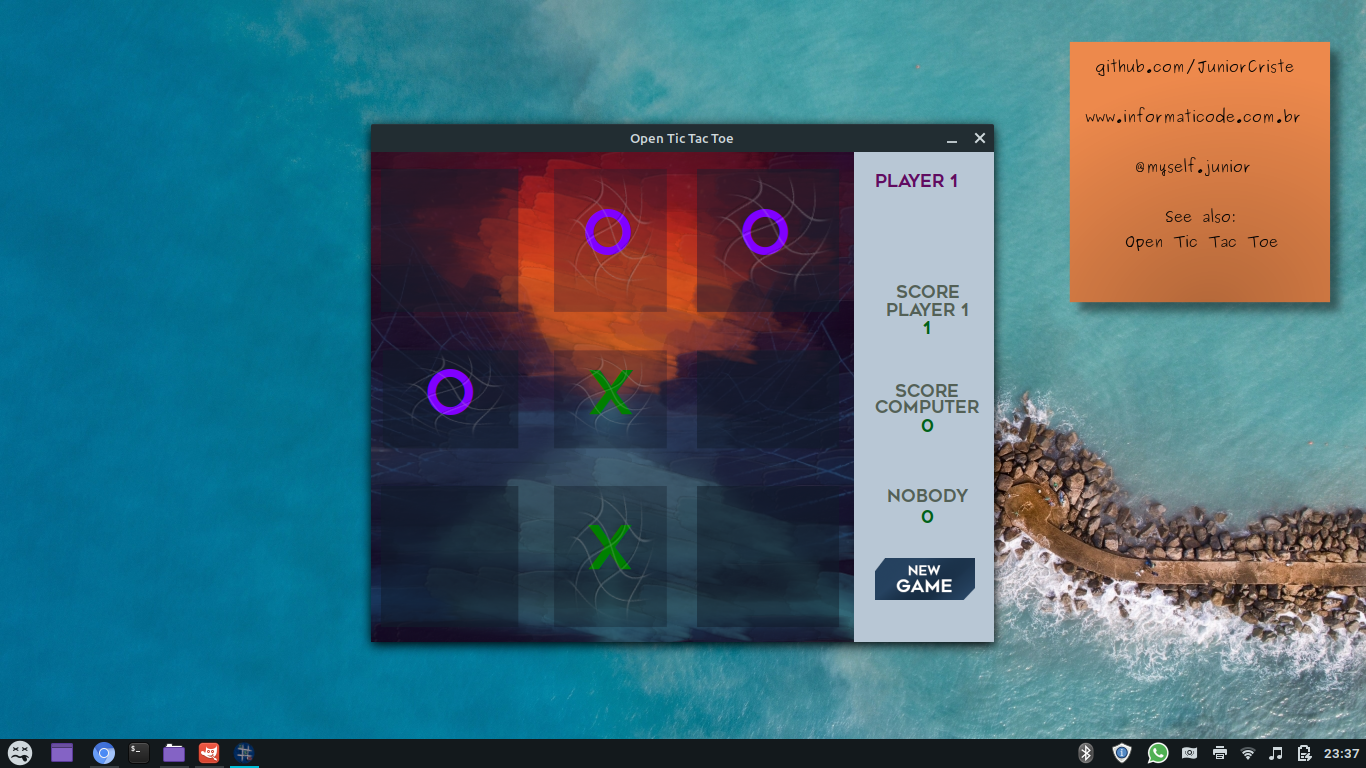 github.com/JuniorCriste
www.informaticode.com.br
@myself.junior
See also:
Open Tic Tac Toe
Open Tic Tac Toe
PLAYER 1
O
O
SCORE
PLAYER 1
1
O
X
SCORE
COMPUTER
0
NOBODY
0
X
NEW
GAME
$_
23:37